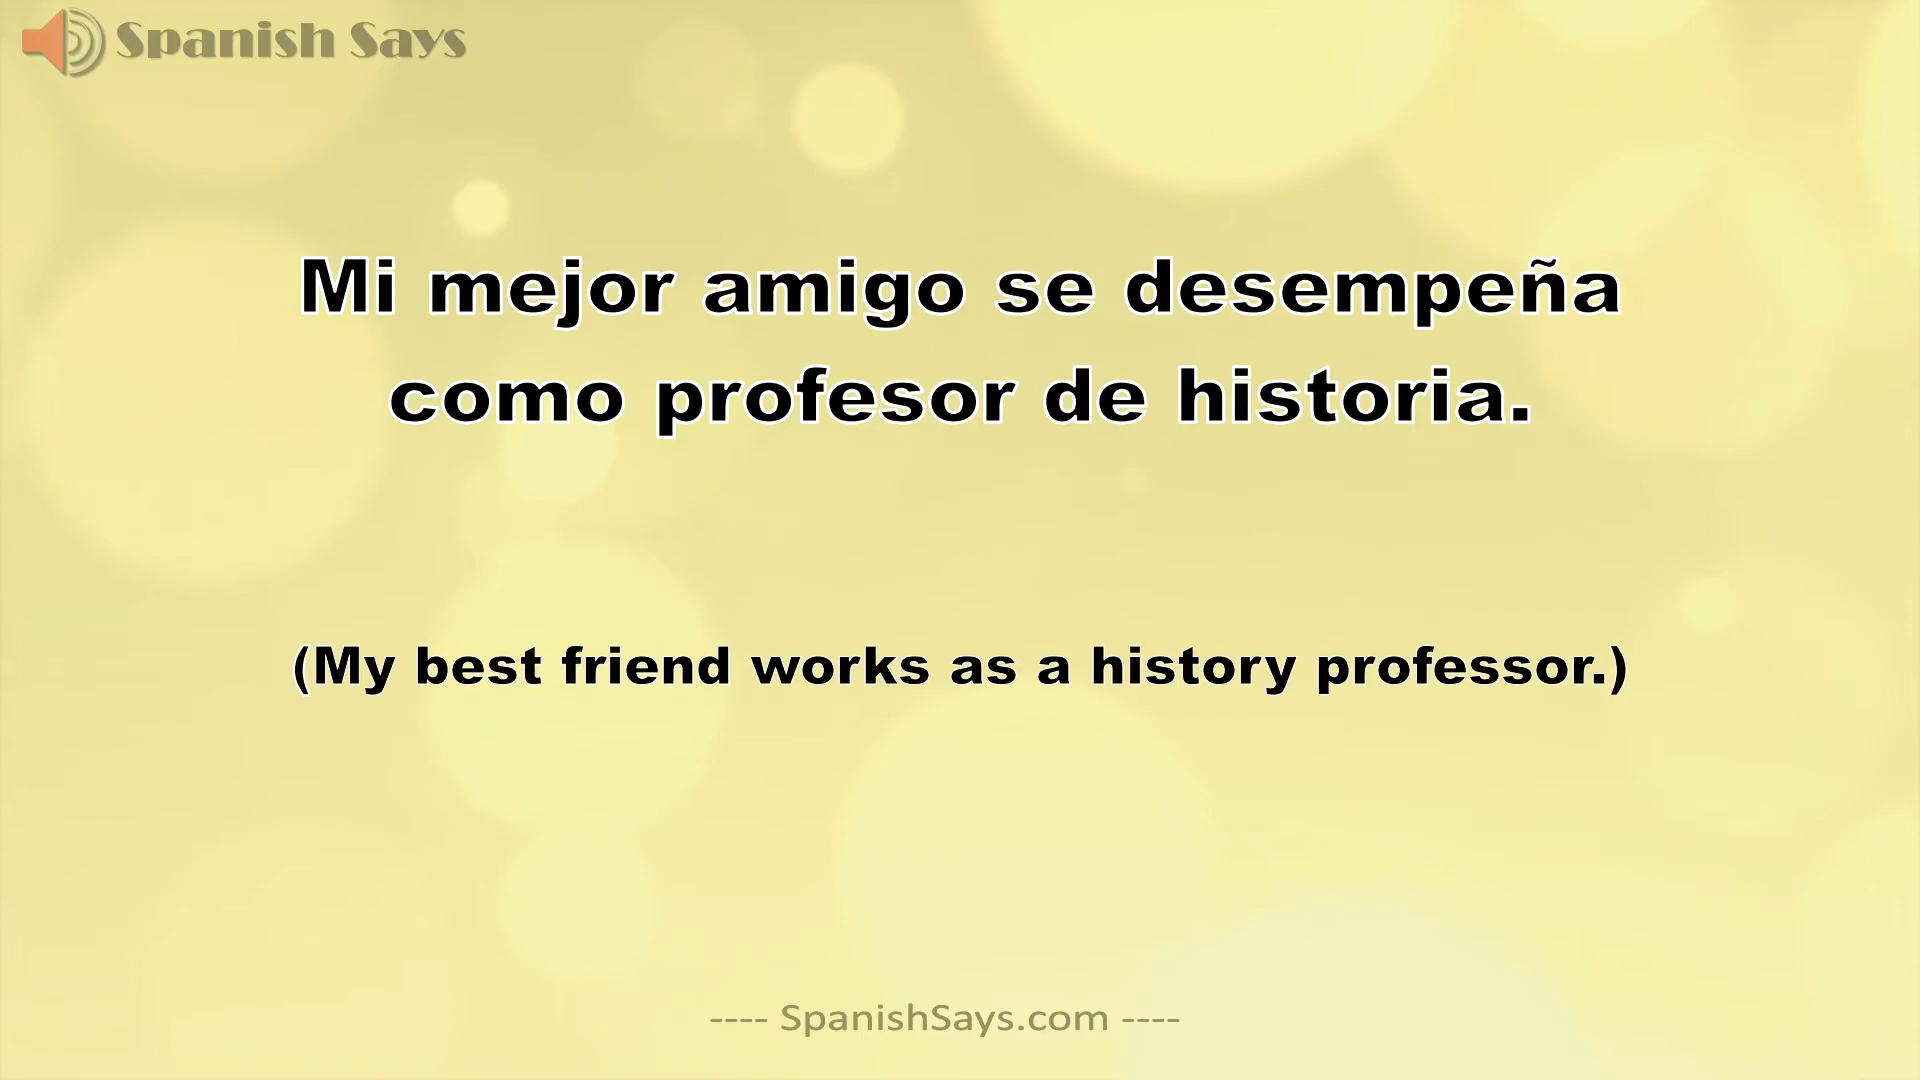 Spanish Says
Mi mejor amigo se desempeña
como profesor de historia.
(My best friend works as a history professor.)
---- SpanishSays.com ----